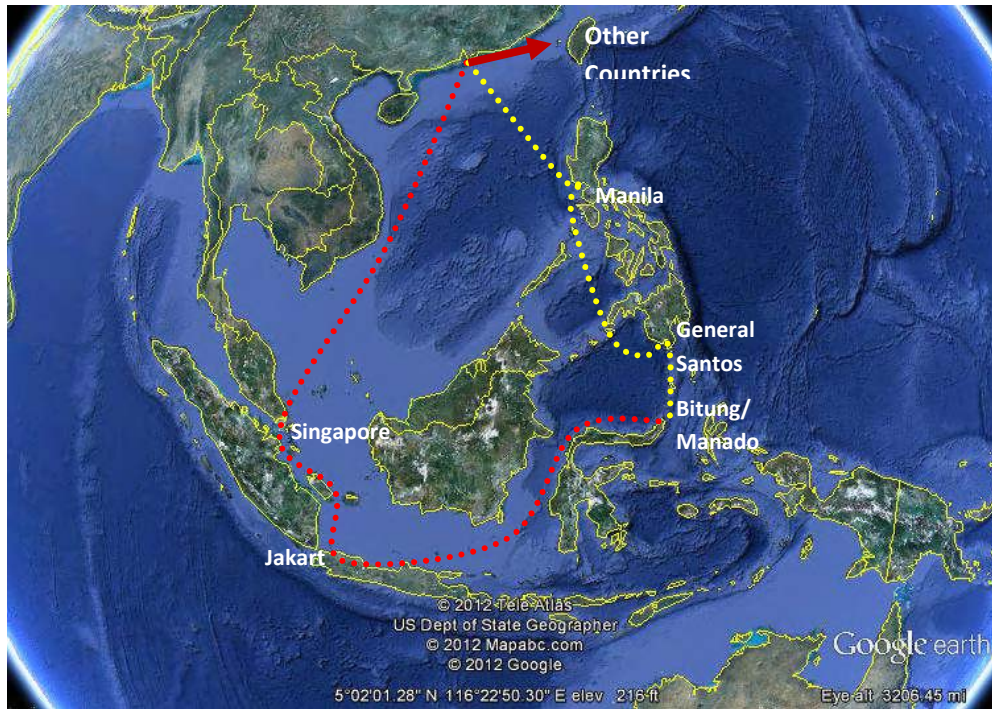 Other
Countries
Manila
General
Santos
Bitung/
Manado
Singapore
Jakart
© 2012 Tele Atlas
US Dept of State Geographer
© 2012 Mapabc.com
© 2012 Google
Google earth
5°02'01.28" N 116°22'50.30" E elev 216 ft
Eye alt 3206.45 mi